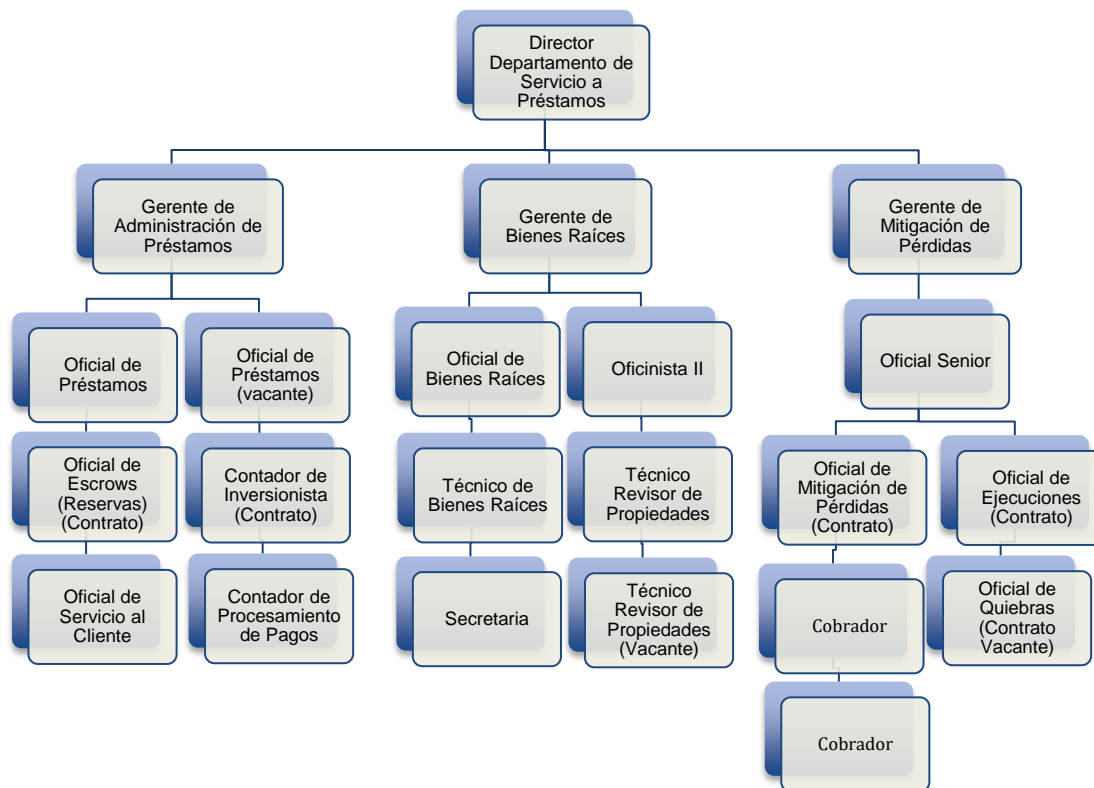 Director
Departamento de
Servicio a
Préstamos
Gerente de
Administración de
Préstamos
Gerente de
Bienes Raíces
Gerente de
Mitigación de
Pérdidas
Oficial de
Préstamos
Oficial de
Préstamos
(vacante)
Oficial de
Bienes Raíces
Oficinista II
Oficial Senior
Oficial de
Escrows
(Reservas)
(Contrato)
Contador de
Inversionista
(Contrato)
Técnico de
Bienes Raíces
Técnico
Revisor de
Propiedades
Oficial de
Mitigación de
Pérdidas
(Contrato)
Oficial de
Ejecuciones
(Contrato)
Oficial de
Servicio al
Cliente
Contador de
Procesamiento
de Pagos
Secretaria
Técnico
Revisor de
Propiedades
(Vacante)
Cobrador
Oficial de
Quiebras
(Contrato
Vacante)
Cobrador